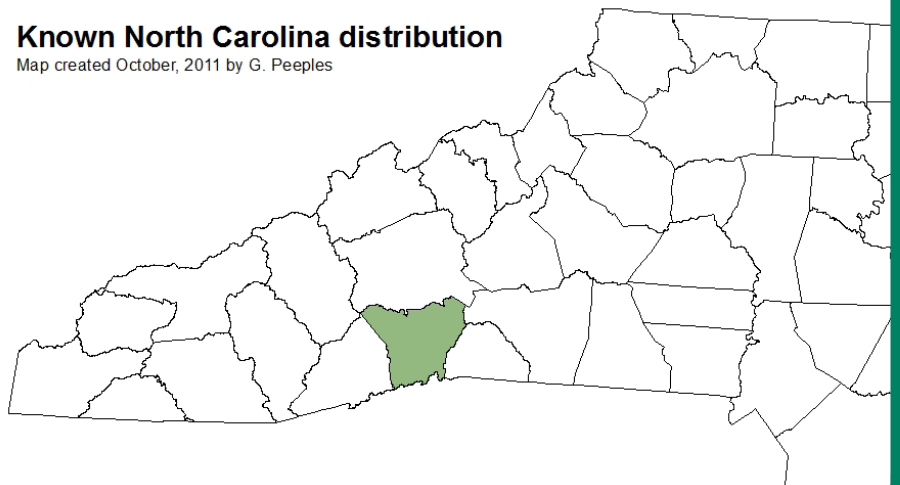 Known North Carolina distribution
Map created October, 2011 by G. Peeples